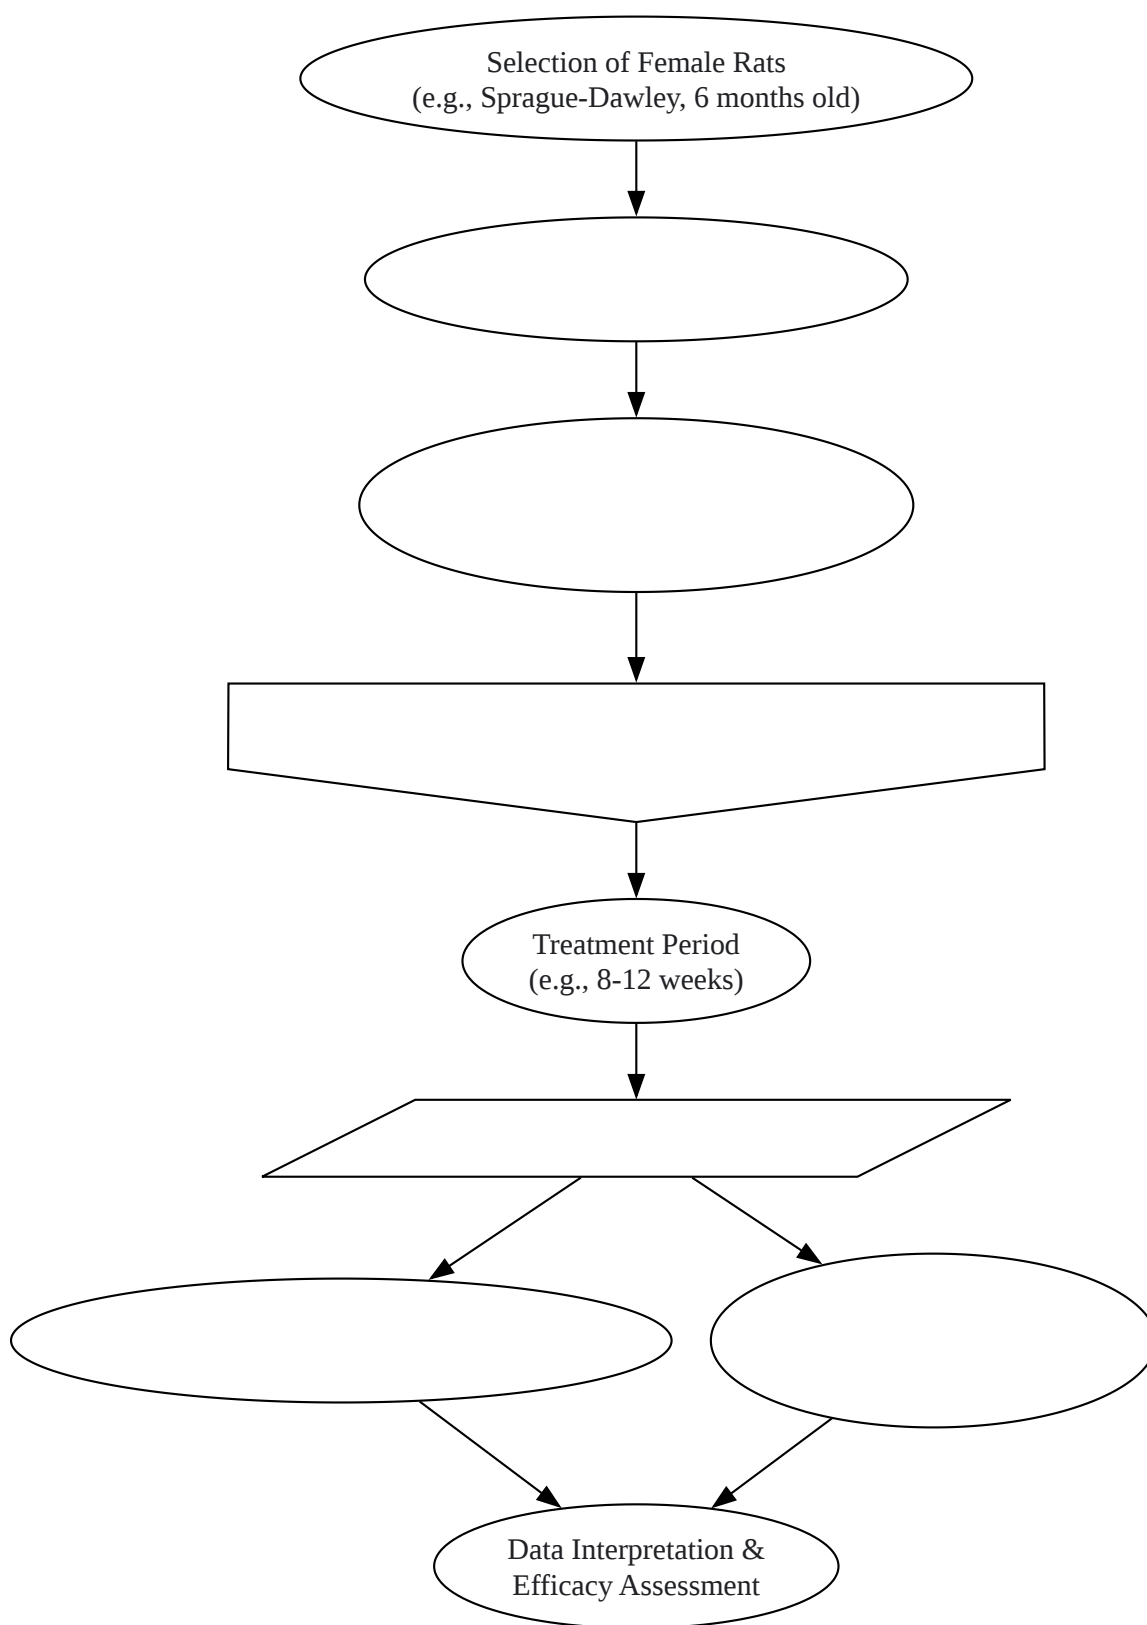 Selection of Female Rats
(e.g., Sprague-Dawley, 6 months old)
Treatment Period
(e.g., 8-12 weeks)
Data Interpretation &
Efficacy Assessment